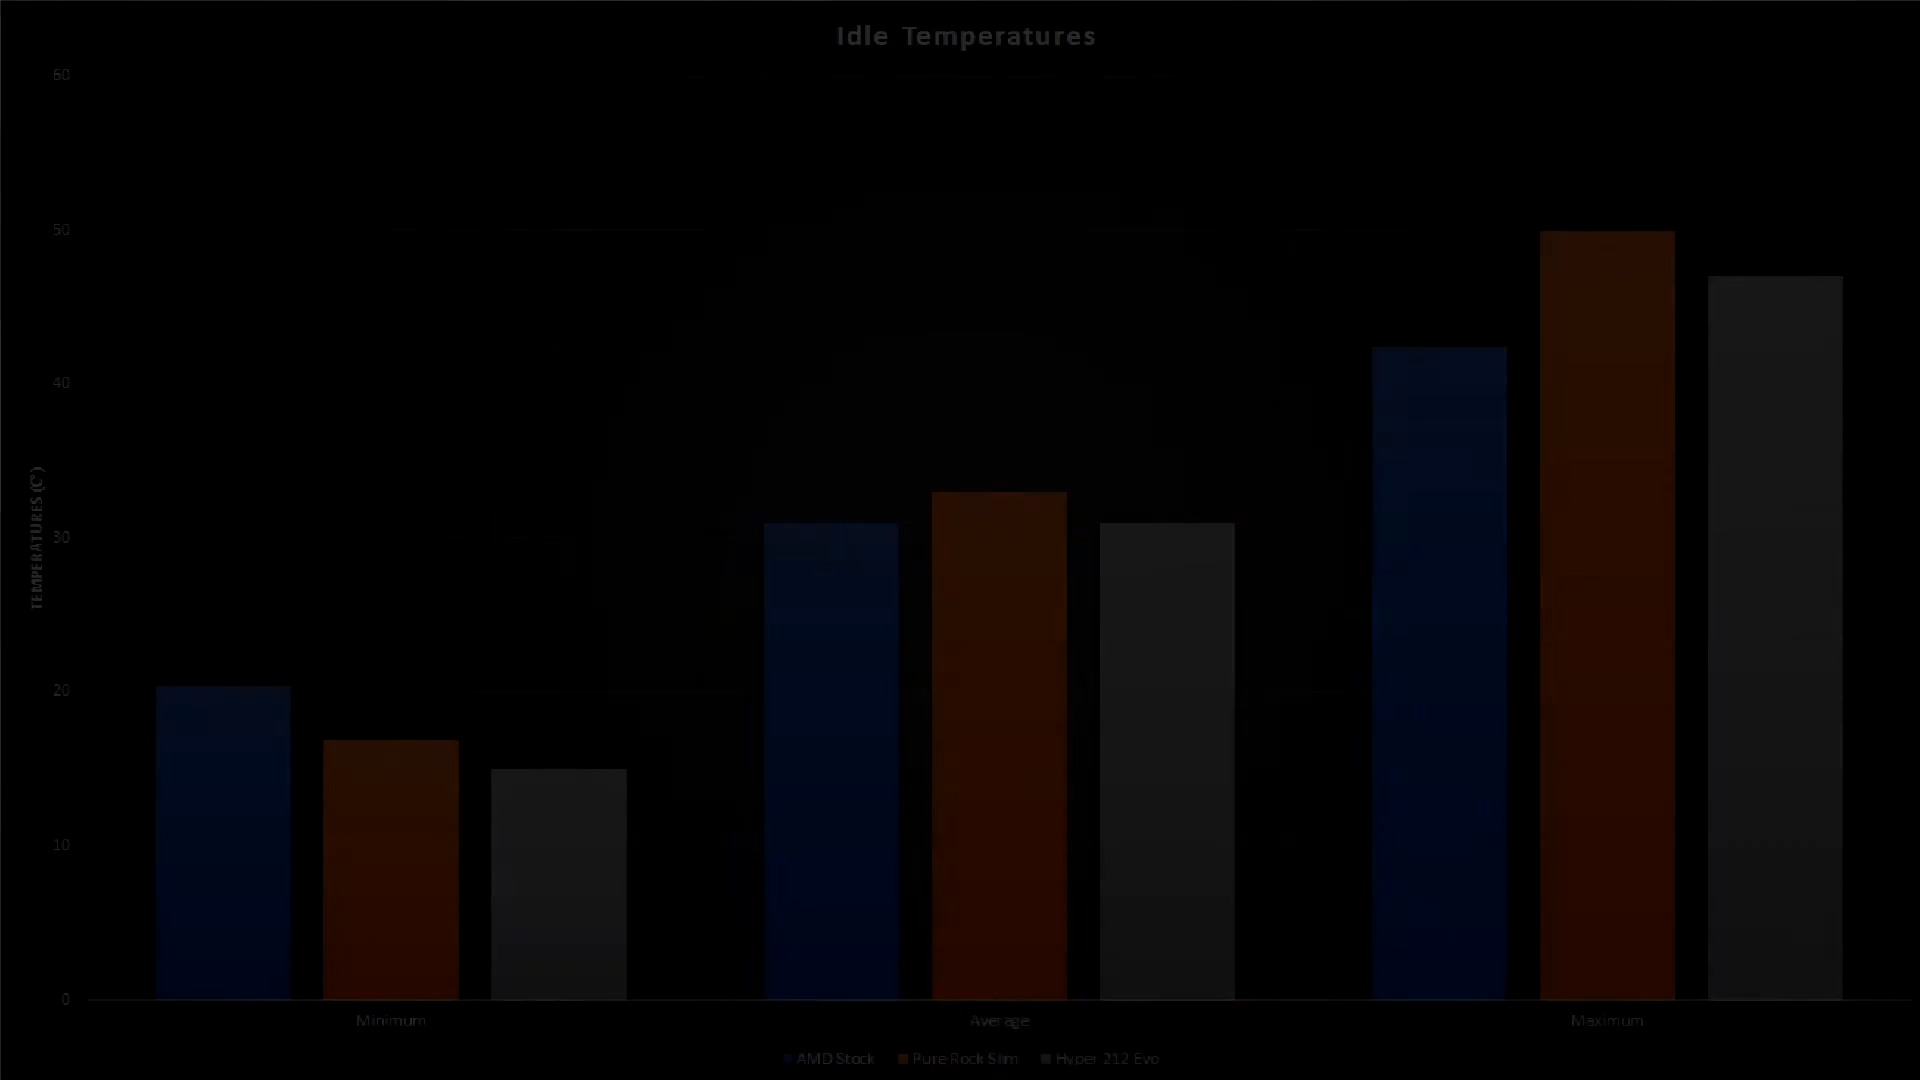 Idle Temperatures
60
50
40
30
20
10
0
TEMPERATURES (C°)
Minimum
Average
Maximum
AMD Stock
Pure Rock Slim
Hyper 212 Evo